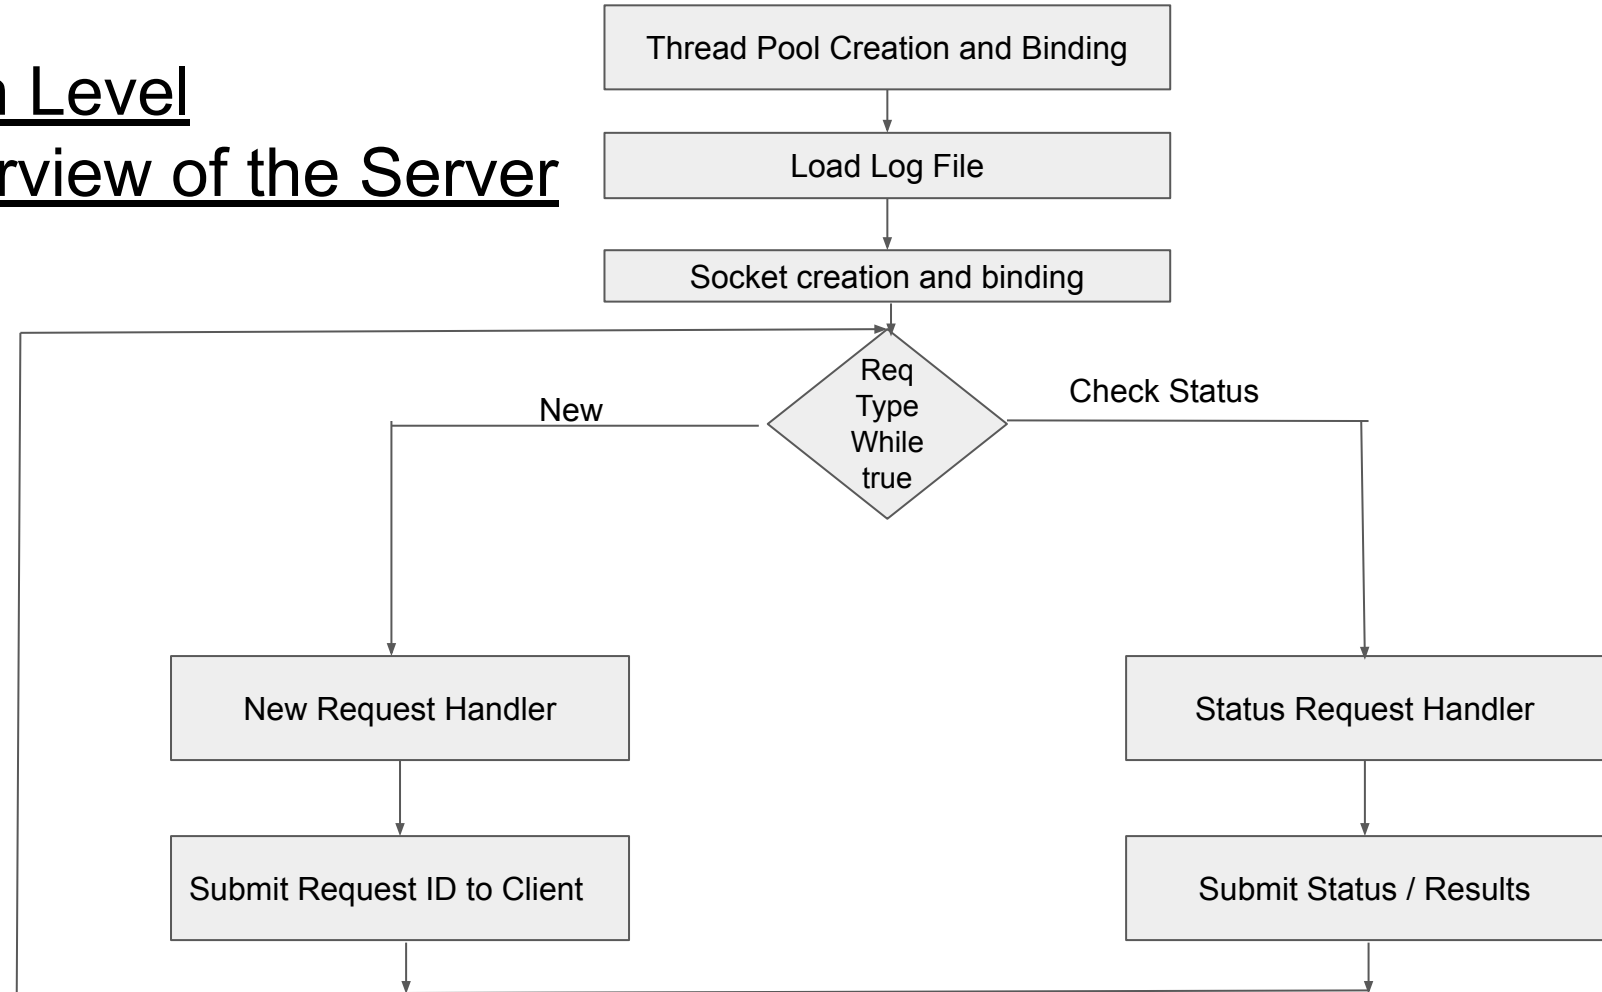 Level
of the Server
Thread Pool Creation and Binding
Load Log File
Socket creation and binding
Req
Type
While
true
New
Check Status
New Request Handler
Status Request Handler
Submit Request ID to Client
Submit Status / Results